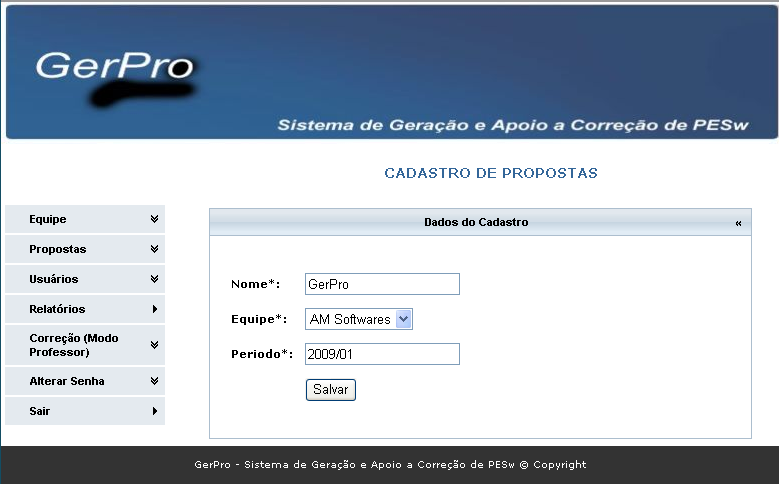 GerPro
Sistema de Geração e Apoio a Correção de PESw
CADASTRO DE PROPOSTAS
Equipe
Propostas
Usuários
Relatórios
Correção (Modo
Professor)
Alterar Senha
Sair
Dados do Cadastro «
Nome*: GerPro
Equipe*: AM Softwares
Periodo*: 2009/01
Salvar
GerPro - Sistema de Geração e Apoio a Correção de PESw © Copyright